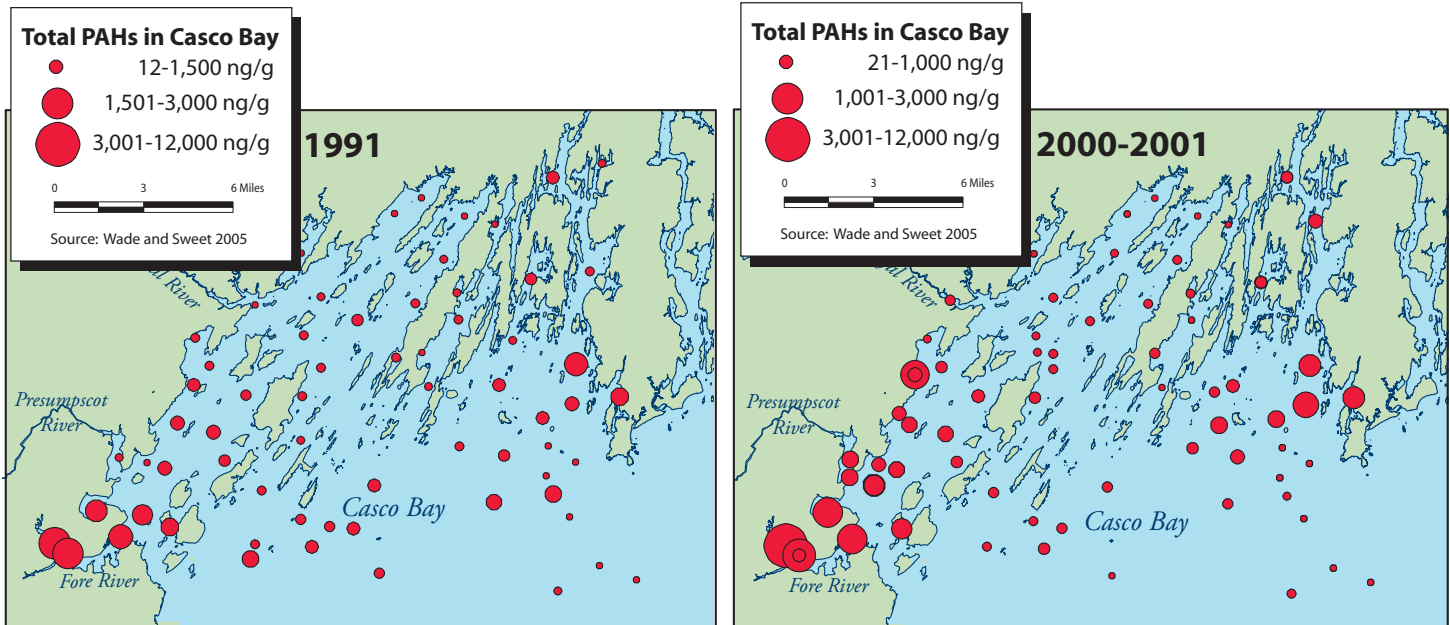 Total PAHs in Casco Bay
12-1,500 ng/g
1,501-3,000 ng/g
3,001-12,000 ng/g
0 3 6 Miles
Source: Wade and Sweet 2005
1991
River
Presumpscot
River
Casco Bay
Fore River
Total PAHs in Casco Bay
21-1,000 ng/g
1,001-3,000 ng/g
3,001-12,000 ng/g
0 3 6 Miles
Source: Wade and Sweet 2005
2000-2001
River
Presumpscot
River
Casco Bay
Fore River